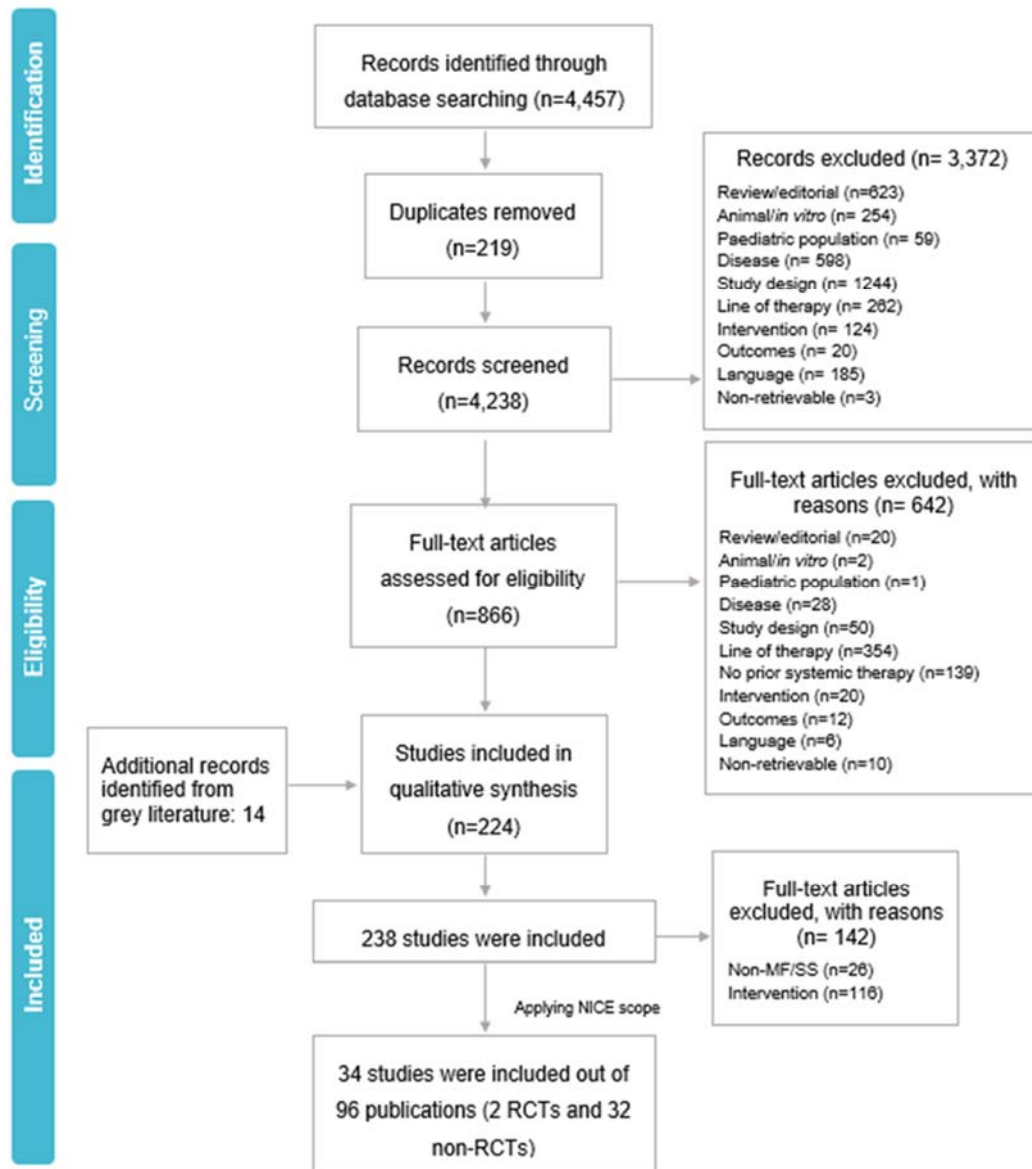 Identification
Records identified through
database searching (n=4,457)
Duplicates removed
(n=219)
Screening
Records screened
(n=4,238)
Records excluded (n= 3,372)
Review/editorial (n=623)
Animal/in vitro (n= 254)
Paediatric population (n= 59)
Disease (n= 598)
Study design (n= 1244)
Line of therapy (n= 262)
Intervention (n= 124)
Outcomes (n= 20)
Language (n= 185)
Non-retrievable (n=3)
Eligibility
Full-text articles
assessed for eligibility
(n=866)
Full-text articles excluded, with
reasons (n= 642)
Review/editorial (n=20)
Animal/in vitro (n=2)
Paediatric population (n=1)
Disease (n=28)
Study design (n=50)
Line of therapy (n=354)
No prior systemic therapy (n=139)
Intervention (n=20)
Outcomes (n=12)
Language (n=6)
Non-retrievable (n=10)
Additional records
identified from
grey literature: 14
Studies included in
qualitative synthesis
(n=224)
Included
238 studies were included
Full-text articles
excluded, with reasons
(n= 142)
Non-MF/SS (n=26)
Intervention (n=116)
Applying NICE scope
34 studies were included out of
96 publications (2 RCTs and 32
non-RCTs)